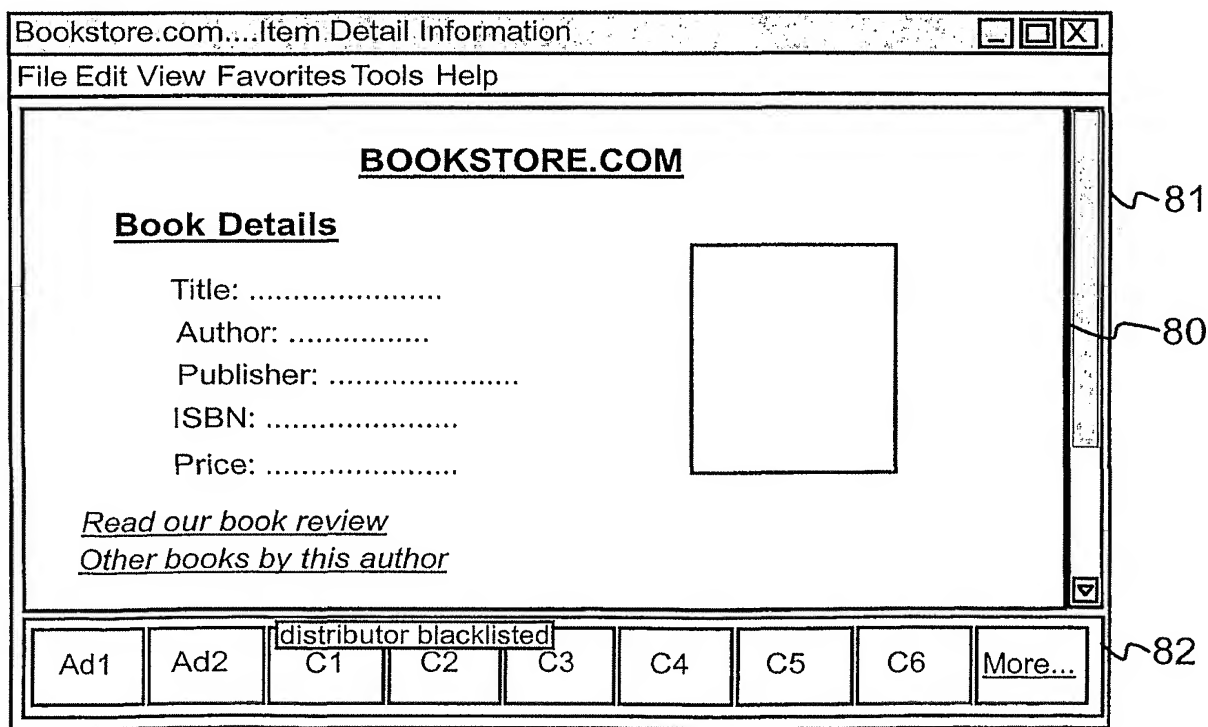 Bookstore.com....Item Detail Information
File Edit View Favorites Tools Help
BOOKSTORE.COM
81
Book Details
Title: ......................
Author: ................
80
Publisher: ......................
ISBN: ......................
Price: ......................
Read our book review
Other books by this author
distributor blacklisted
Ad1 Ad2 C1 C2 C3 C4 C5 C6 More...
82